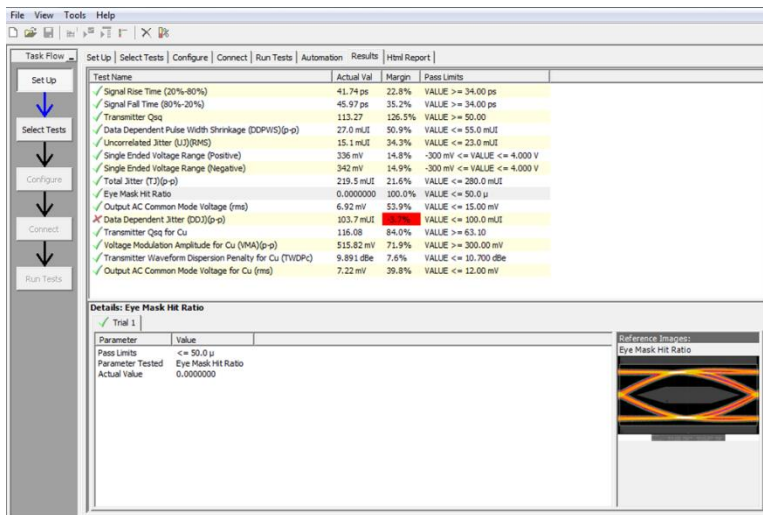 File View Tools Help
Task Flow
Set Up Select Tests Configure Connect Run Tests Automation Results Html Report
Set Up
Select Tests
Configure
Connect
Run Tests
Test Name Actual Val Margin Pass Limits
Signal Rise Time (20%-80%) 41.74 ps 22.8% VALUE >= 34.00 ps
Signal Fall Time (80%-20%) 45.97 ps 35.2% VALUE >= 34.00 ps
Transmitter Qsq 113.27 126.5% VALUE >= 50.00
Data Dependent Pulse Width Shrinkage (DDPWS)(p-p) 27.0 mUI 50.9% VALUE <= 55.0 mUI
Uncorrelated Jitter (UJ)(RMS) 15.1 mUI 34.3% VALUE <= 23.0 mUI
Single Ended Voltage Range (Positive) 336 mV 14.8% -300 mV <= VALUE <= 4.000 V
Single Ended Voltage Range (Negative) 342 mV 14.9% -300 mV <= VALUE <= 4.000 V
Total Jitter (TJ)(p-p) 219.5 mUI 21.6% VALUE <= 280.0 mUI
Eye Mask Hit Ratio 0.0000000 100.0% VALUE <= 50.0 µ
Output AC Common Mode Voltage (rms) 6.92 mV 53.9% VALUE <= 15.00 mV
Data Dependent Jitter (DDJ)(p-p) 103.7 mUI -3.7% VALUE <= 100.0 mUI
Transmitter Qsq for Cu 116.08 84.0% VALUE >= 63.10
Voltage Modulation Amplitude for Cu (VMA)(p-p) 515.82 mV 71.9% VALUE >= 300.00 mV
Transmitter Waveform Dispersion Penalty for Cu (TWDPc) 9.891 dBe 7.6% VALUE <= 10.700 dBe
Output AC Common Mode Voltage for Cu (rms) 7.22 mV 39.8% VALUE <= 12.00 mV
Details: Eye Mask Hit Ratio
Trial 1
Parameter Value
Pass Limits <= 50.0 µ
Parameter Tested Eye Mask Hit Ratio
Actual Value 0.0000000
Reference Images:
Eye Mask Hit Ratio